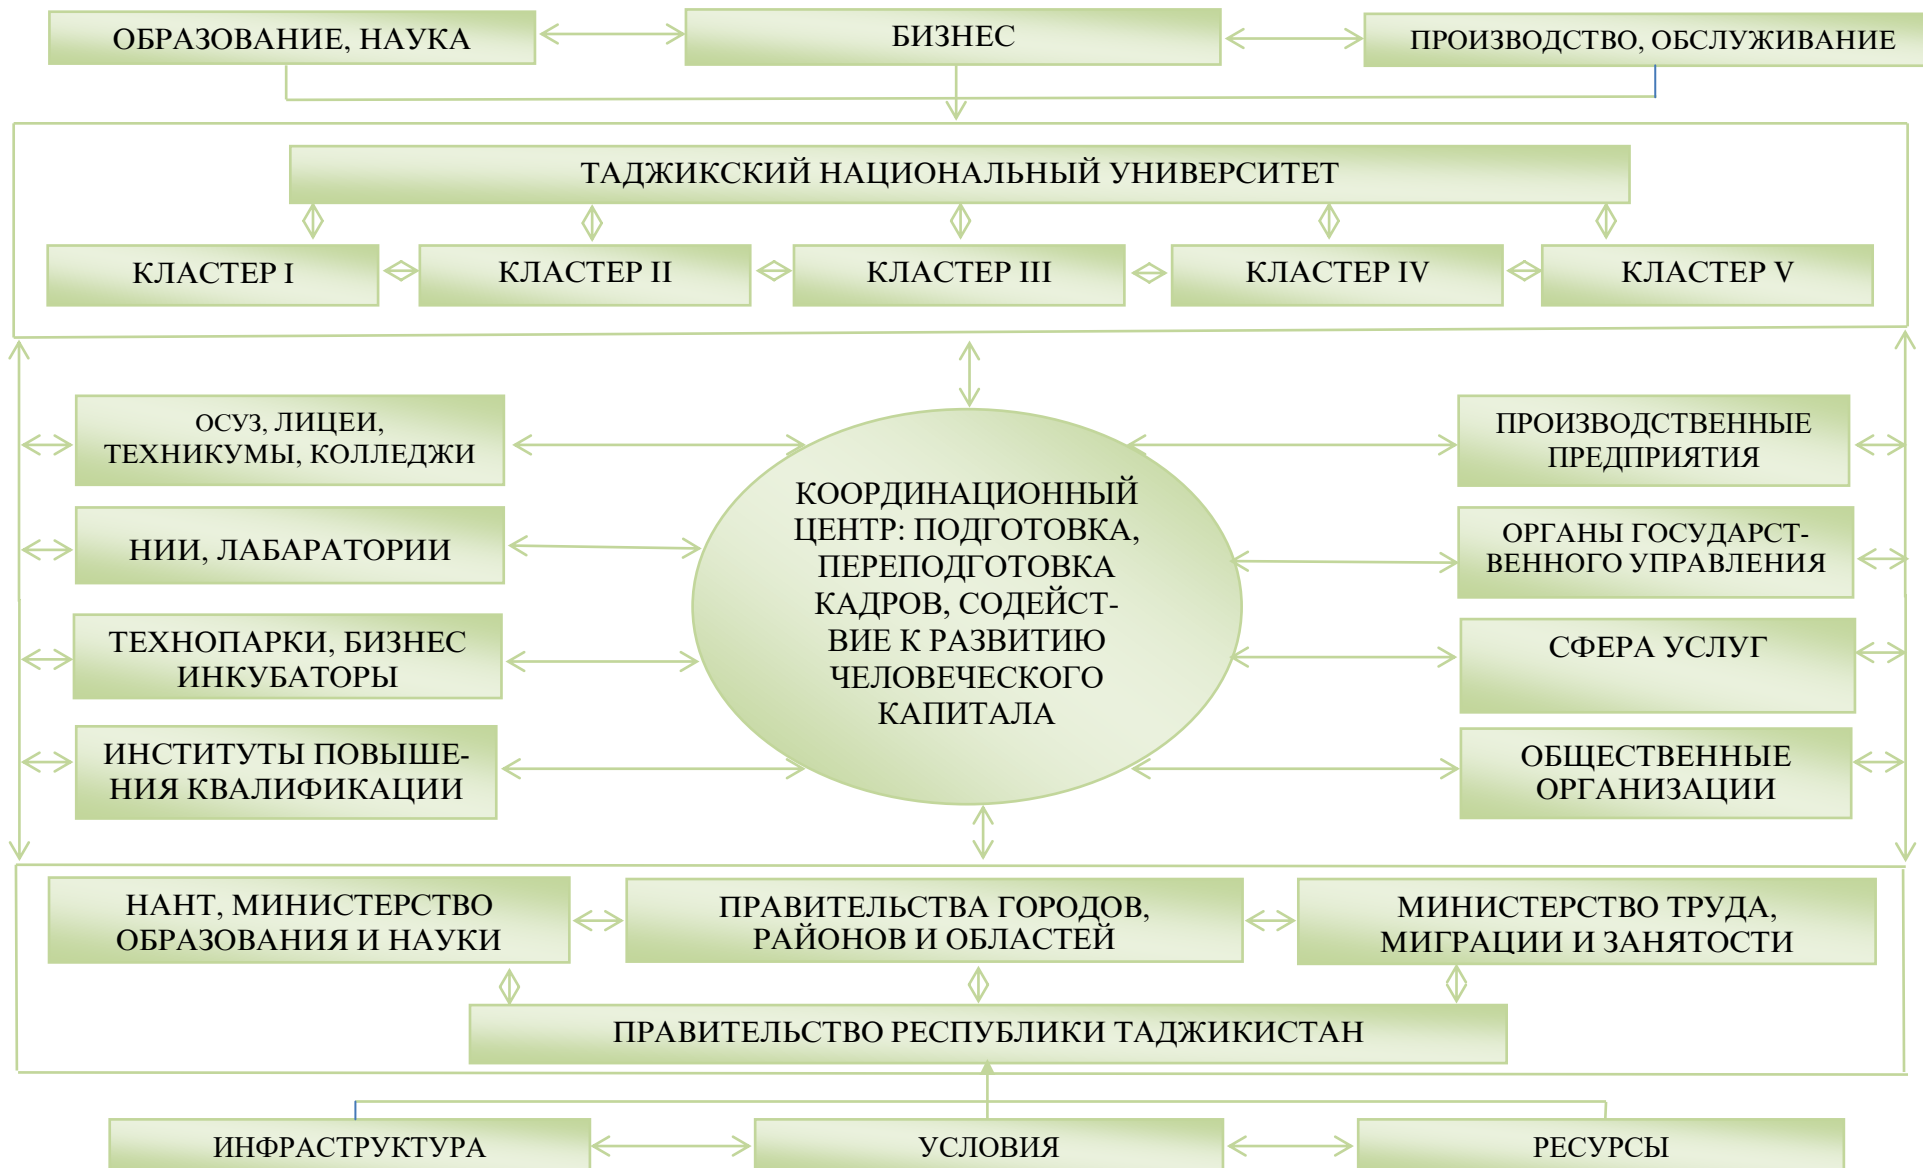 ОБРАЗОВАНИЕ, НАУКА
БИЗНЕС
ПРОИЗВОДСТВО, ОБСЛУЖИВАНИЕ
ТАДЖИКСКИЙ НАЦИОНАЛЬНЫЙ УНИВЕРСИТЕТ
КЛАСТЕР I
КЛАСТЕР II
КЛАСТЕР III
КЛАСТЕР IV
КЛАСТЕР V
ОСУЗ, ЛИЦЕИ,
ТЕХНИКУМЫ, КОЛЛЕДЖИ
НИИ, ЛАБАРАТОРИИ
ТЕХНОПАРКИ, БИЗНЕС
ИНКУБАТОРЫ
ИНСТИТУТЫ ПОВЫШЕ-
НИЯ КВАЛИФИКАЦИИ
КООРДИНАЦИОННЫЙ
ЦЕНТР: ПОДГОТОВКА,
ПЕРЕПОДГОТОВКА
КАДРОВ, СОДЕЙСТ-
ВИЕ К РАЗВИТИЮ
ЧЕЛОВЕЧЕСКОГО
КАПИТАЛА
ПРОИЗВОДСТВЕННЫЕ
ПРЕДПРИЯТИЯ
ОРГАНЫ ГОСУДАРСТ-
ВЕННОГО УПРАВЛЕНИЯ
СФЕРА УСЛУГ
ОБЩЕСТВЕННЫЕ
ОРГАНИЗАЦИИ
НАНТ, МИНИСТЕРСТВО
ОБРАЗОВАНИЯ И НАУКИ
ПРАВИТЕЛЬСТВА ГОРОДОВ,
РАЙОНОВ И ОБЛАСТЕЙ
МИНИСТЕРСТВО ТРУДА,
МИГРАЦИИ И ЗАНЯТОСТИ
ПРАВИТЕЛЬСТВО РЕСПУБЛИКИ ТАДЖИКИСТАН
ИНФРАСТРУКТУРА
УСЛОВИЯ
РЕСУРСЫ